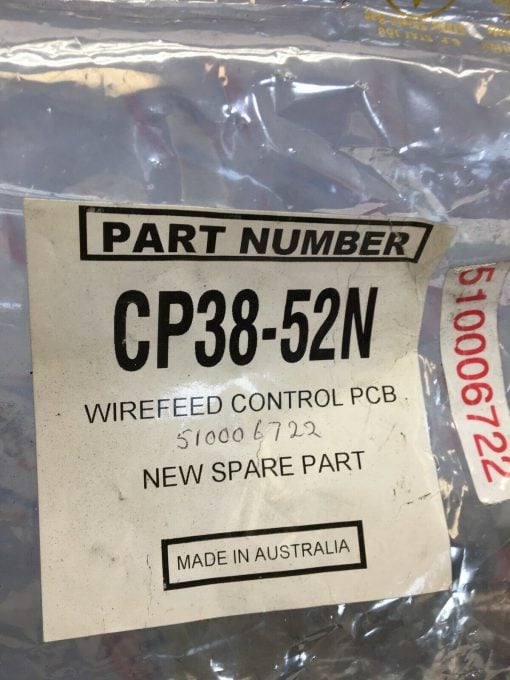 PART NUMBER
CP38-52N
WIREFEED CONTROL PCB
510006722
NEW SPARE PART
MADE IN AUSTRALIA
510006722